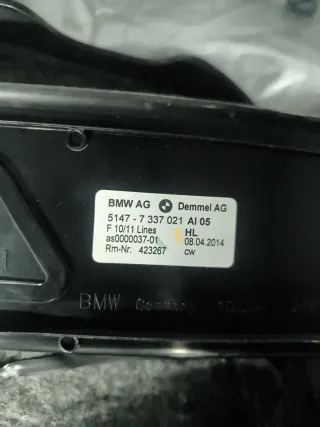 BMW AG Demmel AG
5147 - 7 337 021 AI 05
F 10/11 Lines HL
as0000037-01 08.04.2014
Rm-Nr: 423267 cw
BMW Germany